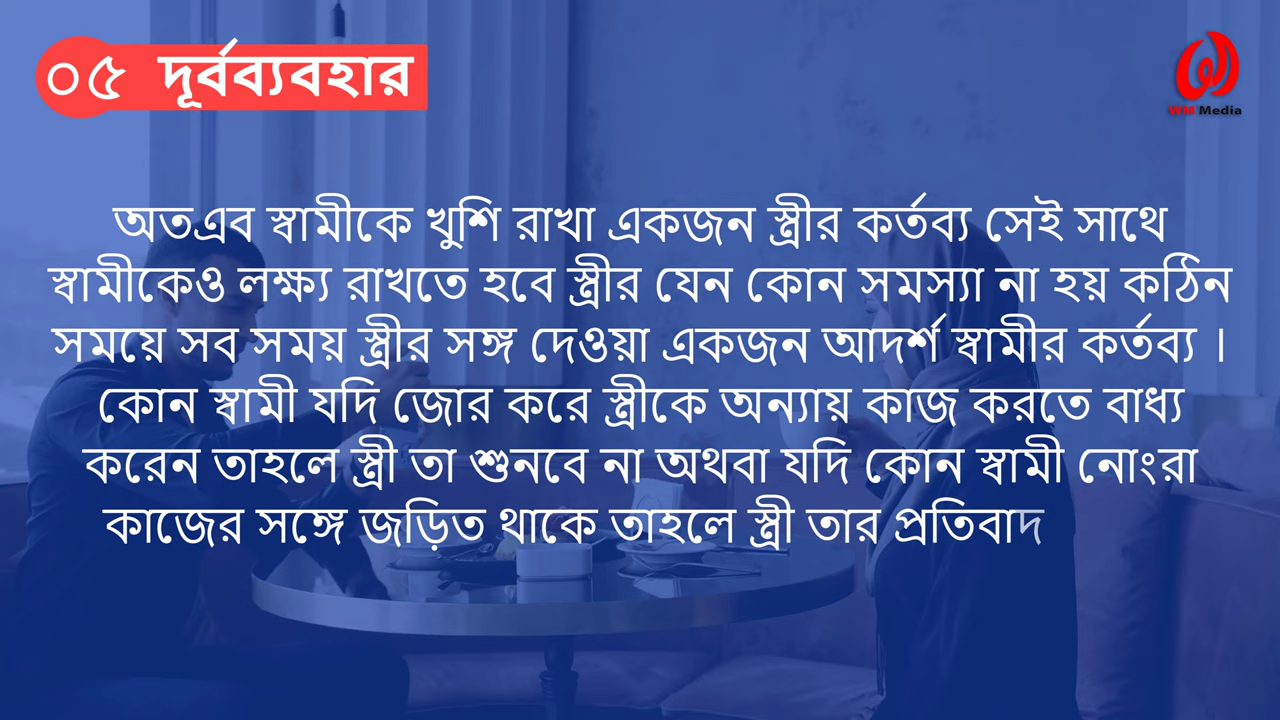 ০৫ দূর্বব্যবহার
WM Media
অতএব স্বামীকে খুশি রাখা একজন স্ত্রীর কর্তব্য সেই সাথে
স্বামীকেও লক্ষ্য রাখতে হবে স্ত্রীর যেন কোন সমস্যা না হয় কঠিন
সময়ে সব সময় স্ত্রীর সঙ্গ দেওয়া একজন আদর্শ স্বামীর কর্তব্য ।
কোন স্বামী যদি জোর করে স্ত্রীকে অন্যায় কাজ করতে বাধ্য
করেন তাহলে স্ত্রী তা শুনবে না অথবা যদি কোন স্বামী নোংরা
কাজের সঙ্গে জড়িত থাকে তাহলে স্ত্রী তার প্রতিবাদ